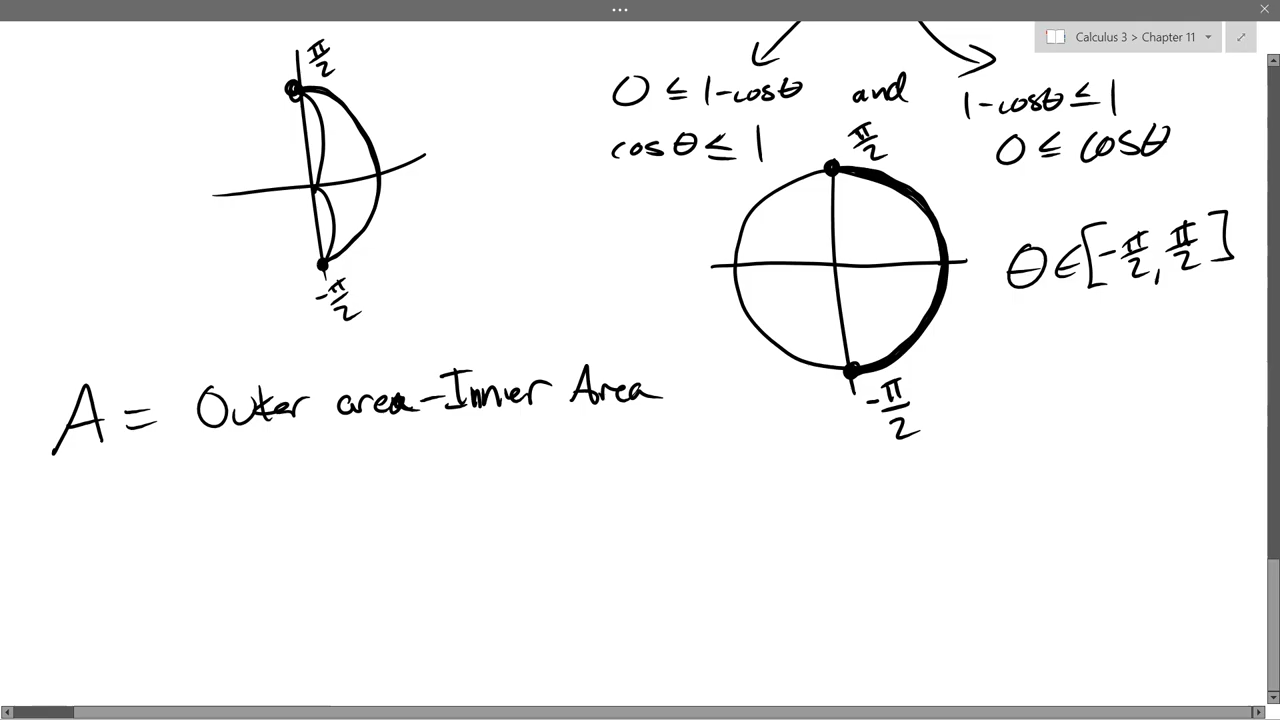 Calculus 3 > Chapter 11
π/2
-π/2
0 ≤ 1-cosθ and 1-cosθ ≤ 1
cosθ ≤ 1 0 ≤ cosθ
π/2
θ ∈ [-π/2, π/2]
-π/2
A = Outer area - Inner Area